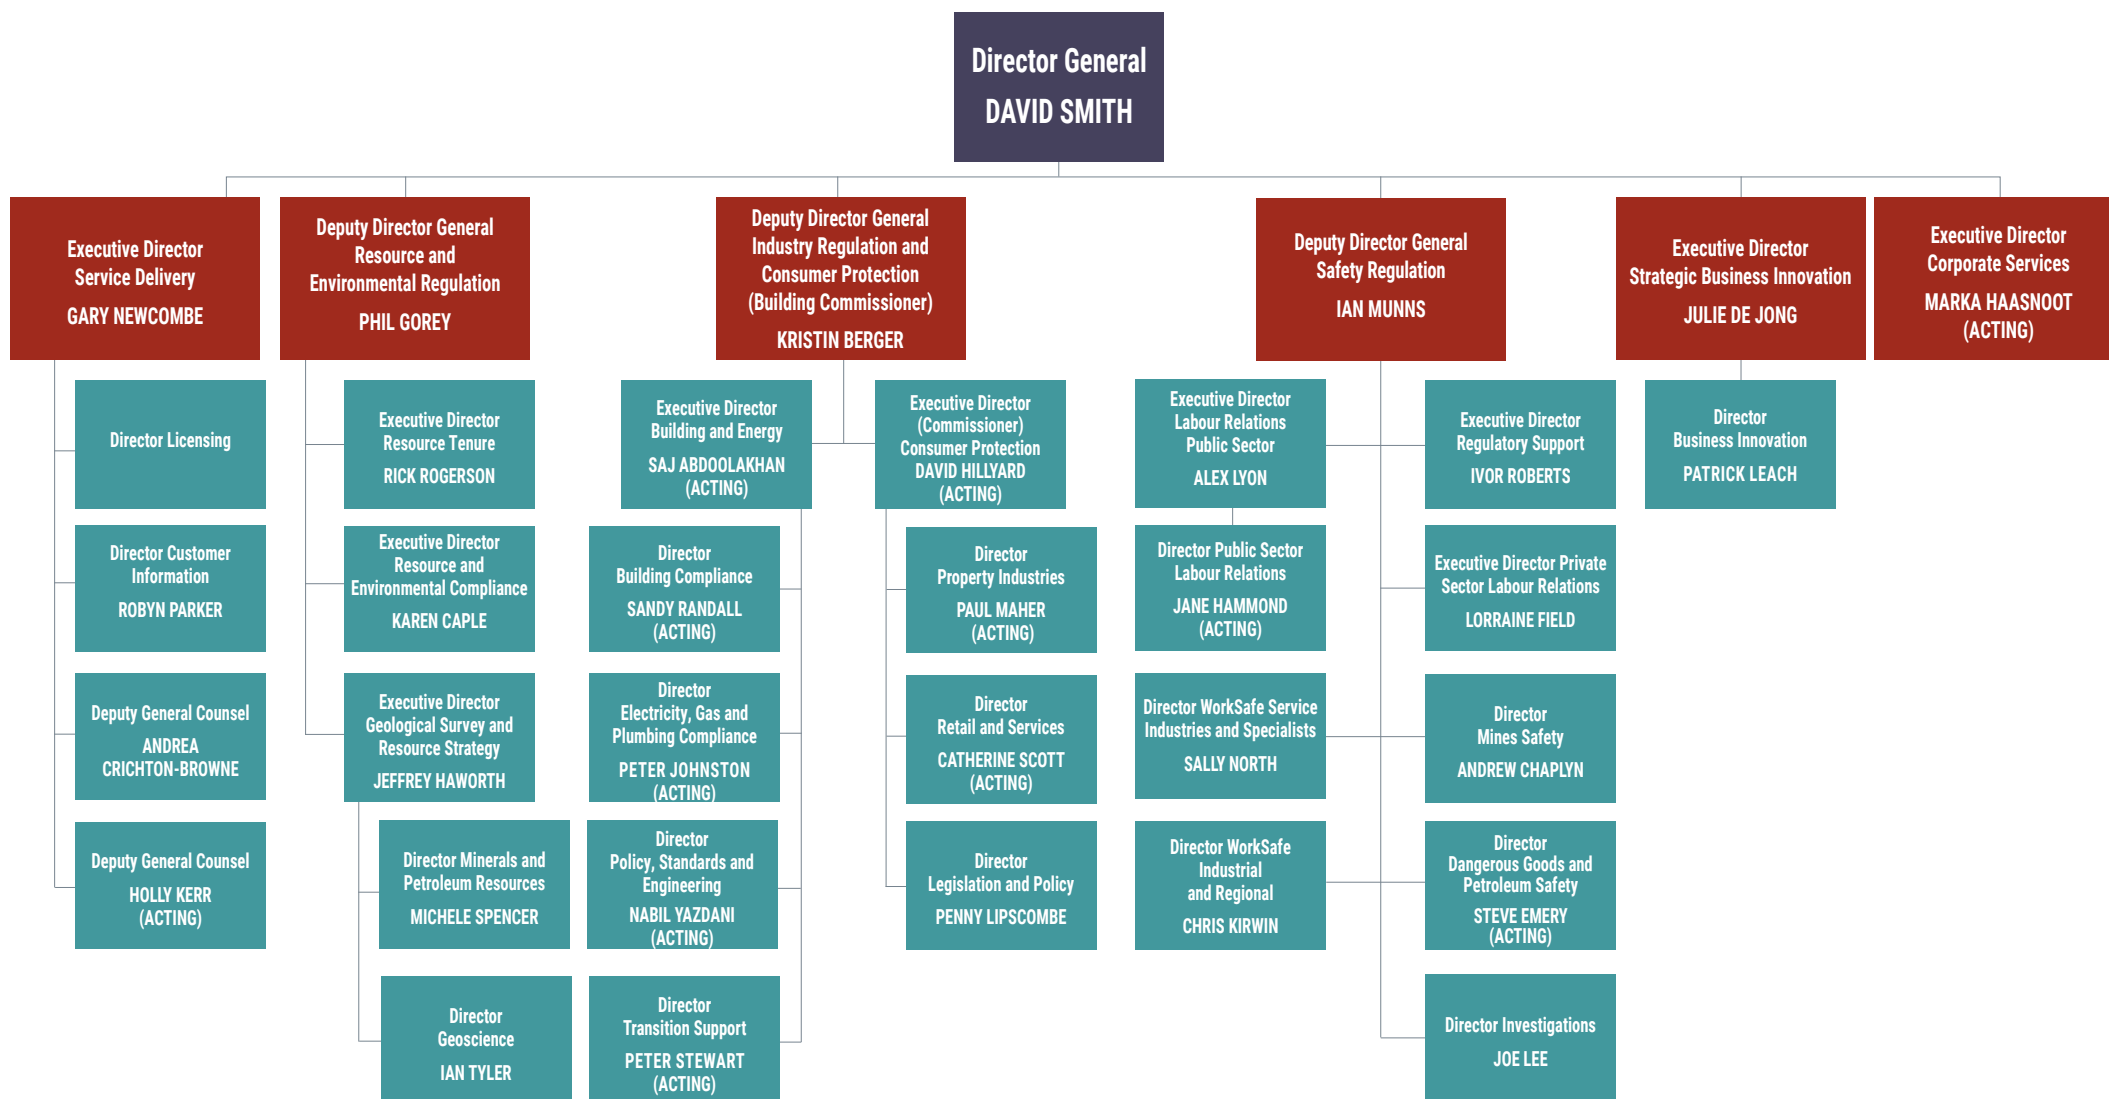 Director General
DAVID SMITH
Executive Director
Service Delivery
GARY NEWCOMBE
Deputy Director General
Resource and
Environmental Regulation
PHIL GOREY
Deputy Director General
Industry Regulation and
Consumer Protection
(Building Commissioner)
KRISTIN BERGER
Deputy Director General
Safety Regulation
IAN MUNNS
Executive Director
Strategic Business Innovation
JULIE DE JONG
Executive Director
Corporate Services
MARKA HAASNOOT
(ACTING)
Director Licensing
Director Customer
Information
ROBYN PARKER
Deputy General Counsel
ANDREA
CRICHTON-BROWNE
Deputy General Counsel
HOLLY KERR
(ACTING)
Executive Director
Resource Tenure
RICK ROGERSON
Executive Director
Resource and
Environmental Compliance
KAREN CAPLE
Executive Director
Geological Survey and
Resource Strategy
JEFFREY HAWORTH
Director Minerals and
Petroleum Resources
MICHELE SPENCER
Director
Geoscience
IAN TYLER
Executive Director
Building and Energy
SAJ ABDOOLAKHAN
(ACTING)
Director
Building Compliance
SANDY RANDALL
(ACTING)
Director
Electricity, Gas and
Plumbing Compliance
PETER JOHNSTON
(ACTING)
Director
Policy, Standards and
Engineering
NABIL YAZDANI
(ACTING)
Director
Transition Support
PETER STEWART
(ACTING)
Executive Director
(Commissioner)
Consumer Protection
DAVID HILLYARD
(ACTING)
Director
Property Industries
PAUL MAHER
(ACTING)
Director
Retail and Services
CATHERINE SCOTT
(ACTING)
Director
Legislation and Policy
PENNY LIPSCOMBE
Executive Director
Labour Relations
Public Sector
ALEX LYON
Director Public Sector
Labour Relations
JANE HAMMOND
(ACTING)
Director WorkSafe Service
Industries and Specialists
SALLY NORTH
Director WorkSafe
Industrial
and Regional
CHRIS KIRWIN
Executive Director
Regulatory Support
IVOR ROBERTS
Executive Director Private
Sector Labour Relations
LORRAINE FIELD
Director
Mines Safety
ANDREW CHAPLYN
Director
Dangerous Goods and
Petroleum Safety
STEVE EMERY
(ACTING)
Director Investigations
JOE LEE
Director
Business Innovation
PATRICK LEACH